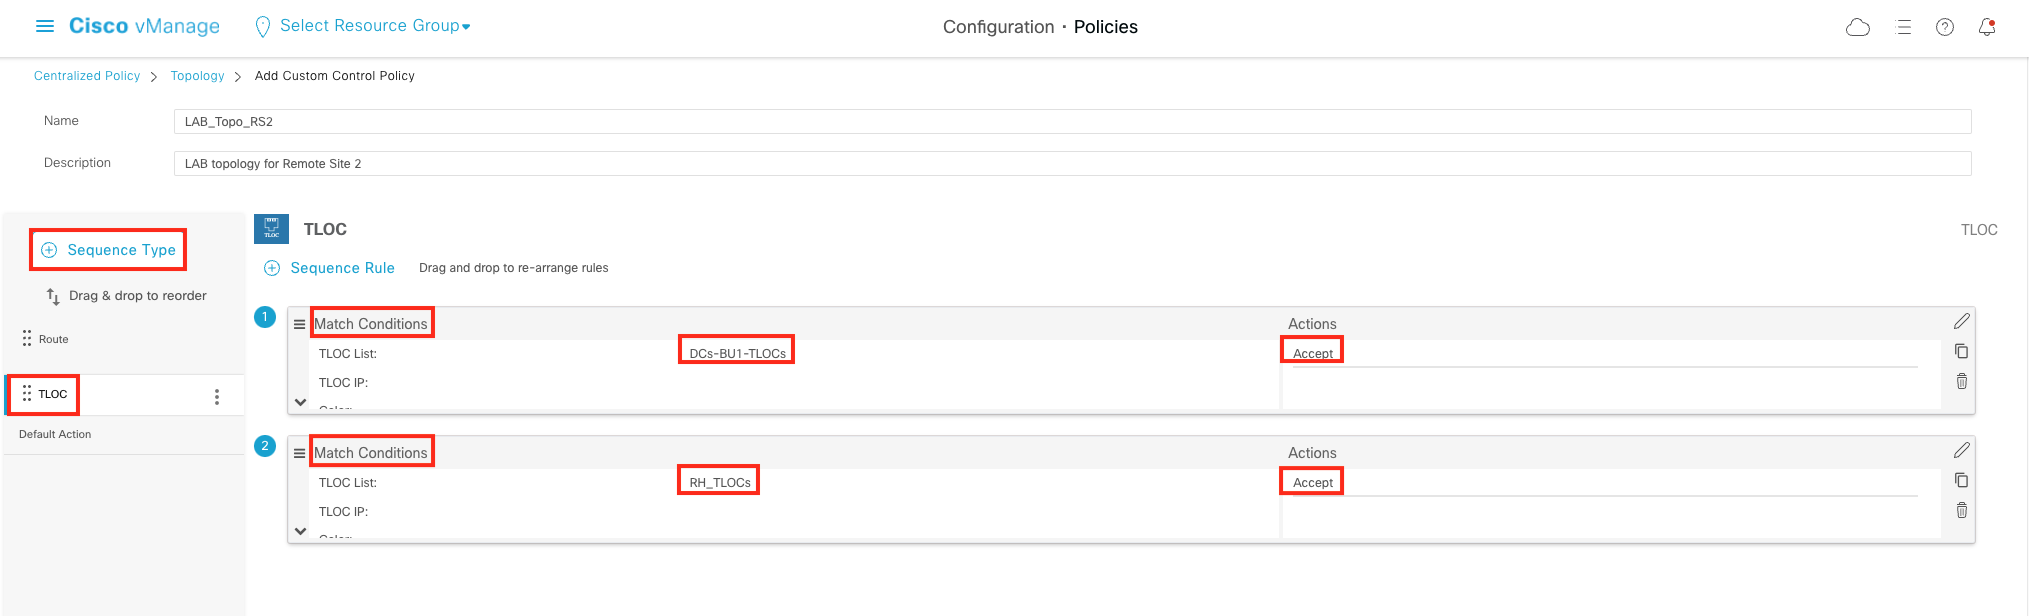 Cisco vManage Select Resource Group Configuration · Policies
Centralized Policy > Topology > Add Custom Control Policy
Name LAB_Topo_RS2
Description LAB topology for Remote Site 2
Sequence Type
Drag & drop to reorder
Route
TLOC
Default Action
TLOC TLOC TLOC
Sequence Rule Drag and drop to re-arrange rules
1 Match Conditions Actions
TLOC List: DCs-BU1-TLOCs Accept
TLOC IP:
2 Match Conditions Actions
TLOC List: RH_TLOCs Accept
TLOC IP: